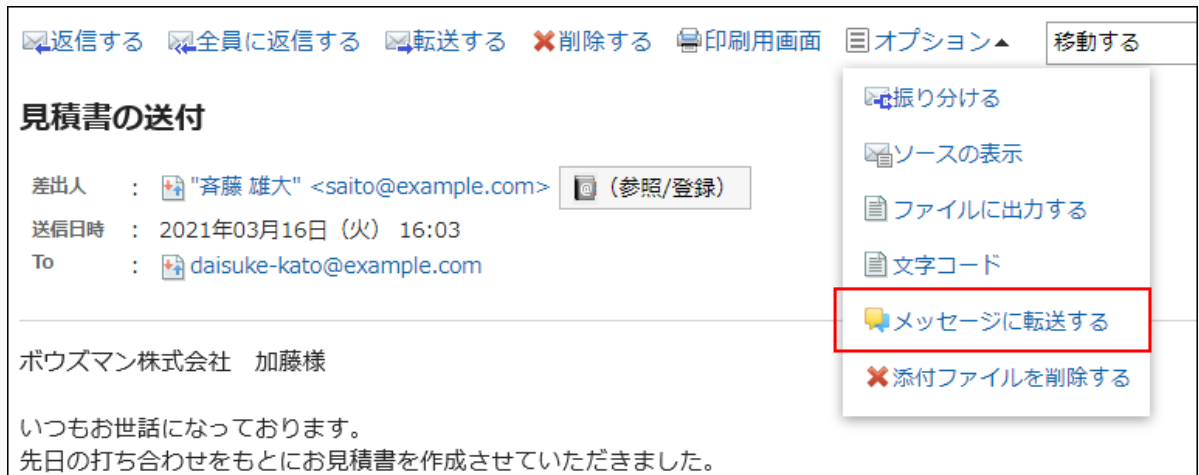 返信する 全員に返信する 転送する 削除する 印刷用画面 オプション▲ 移動する
見積書の送付
差出人 : "斉藤 雄大" <saito@example.com> (参照/登録)
送信日時 : 2021年03月16日（火） 16:03
To : daisuke-kato@example.com
ボウズマン株式会社　加藤様
いつもお世話になっております。
先日の打ち合わせをもとにお見積書を作成させていただきました。
振り分ける
ソースの表示
ファイルに出力する
文字コード
メッセージに転送する
添付ファイルを削除する